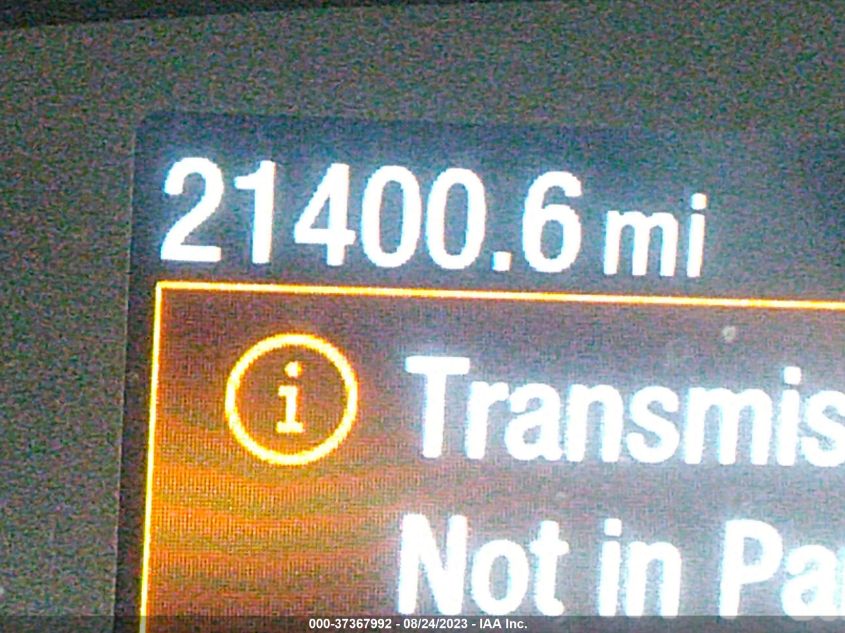 21400.6 mi
i
Transmis
Not in Pa
000-37367992 - 08/24/2023 - IAA Inc.